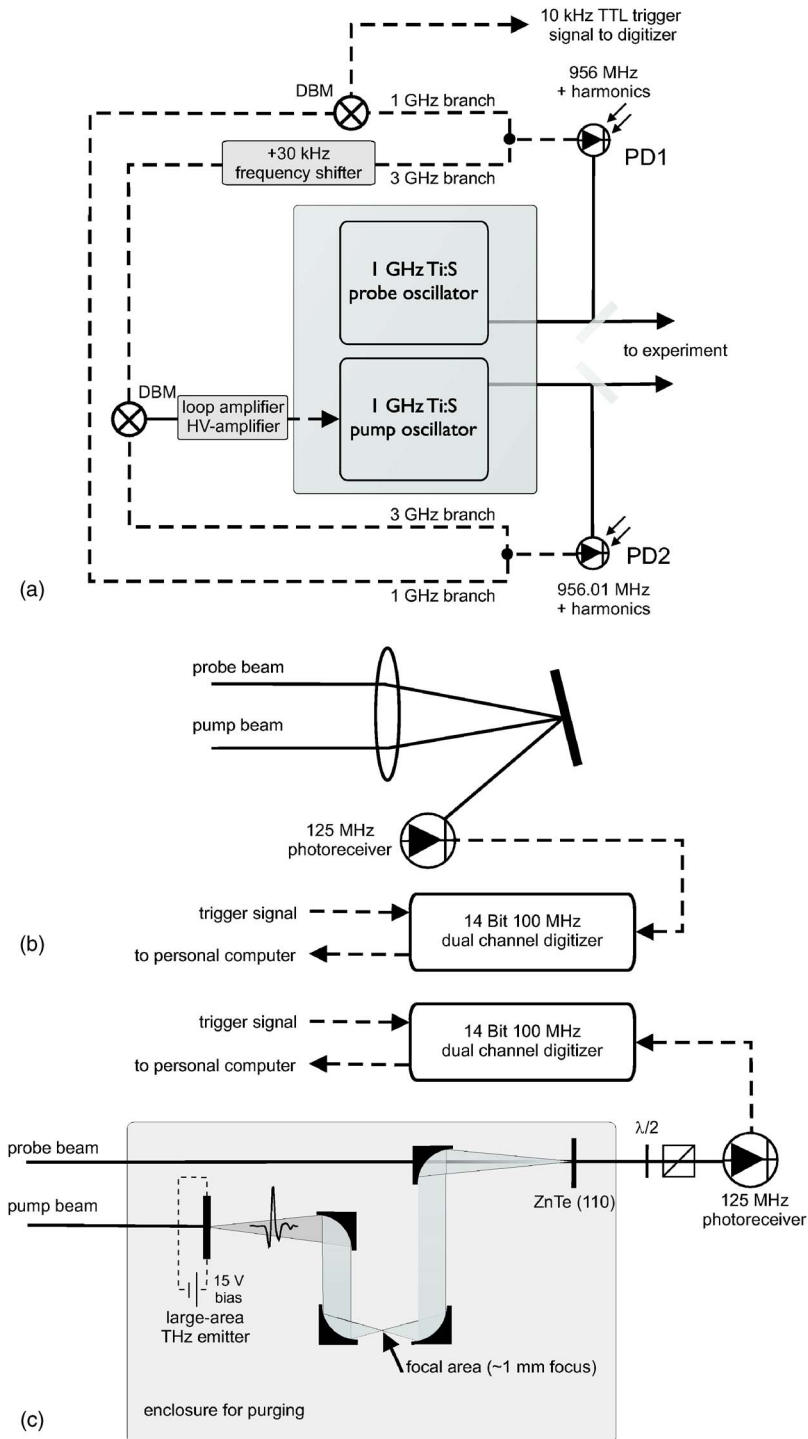 10 kHz TTL trigger
signal to digitizer
DBM
1 GHz branch
956 MHz
+ harmonics
+30 kHz
frequency shifter
3 GHz branch
PD1
1 GHz Ti:S
probe oscillator
to experiment
DBM
loop amplifier
HV-amplifier
1 GHz Ti:S
pump oscillator
3 GHz branch
PD2
1 GHz branch
956.01 MHz
+ harmonics
(a)
probe beam
pump beam
125 MHz
photoreceiver
trigger signal
14 Bit 100 MHz
dual channel digitizer
to personal computer
(b)
trigger signal
14 Bit 100 MHz
dual channel digitizer
to personal computer
probe beam
λ/2
ZnTe (110)
pump beam
125 MHz
photoreceiver
15 V
bias
large-area
THz emitter
focal area (~1 mm focus)
enclosure for purging
(c)